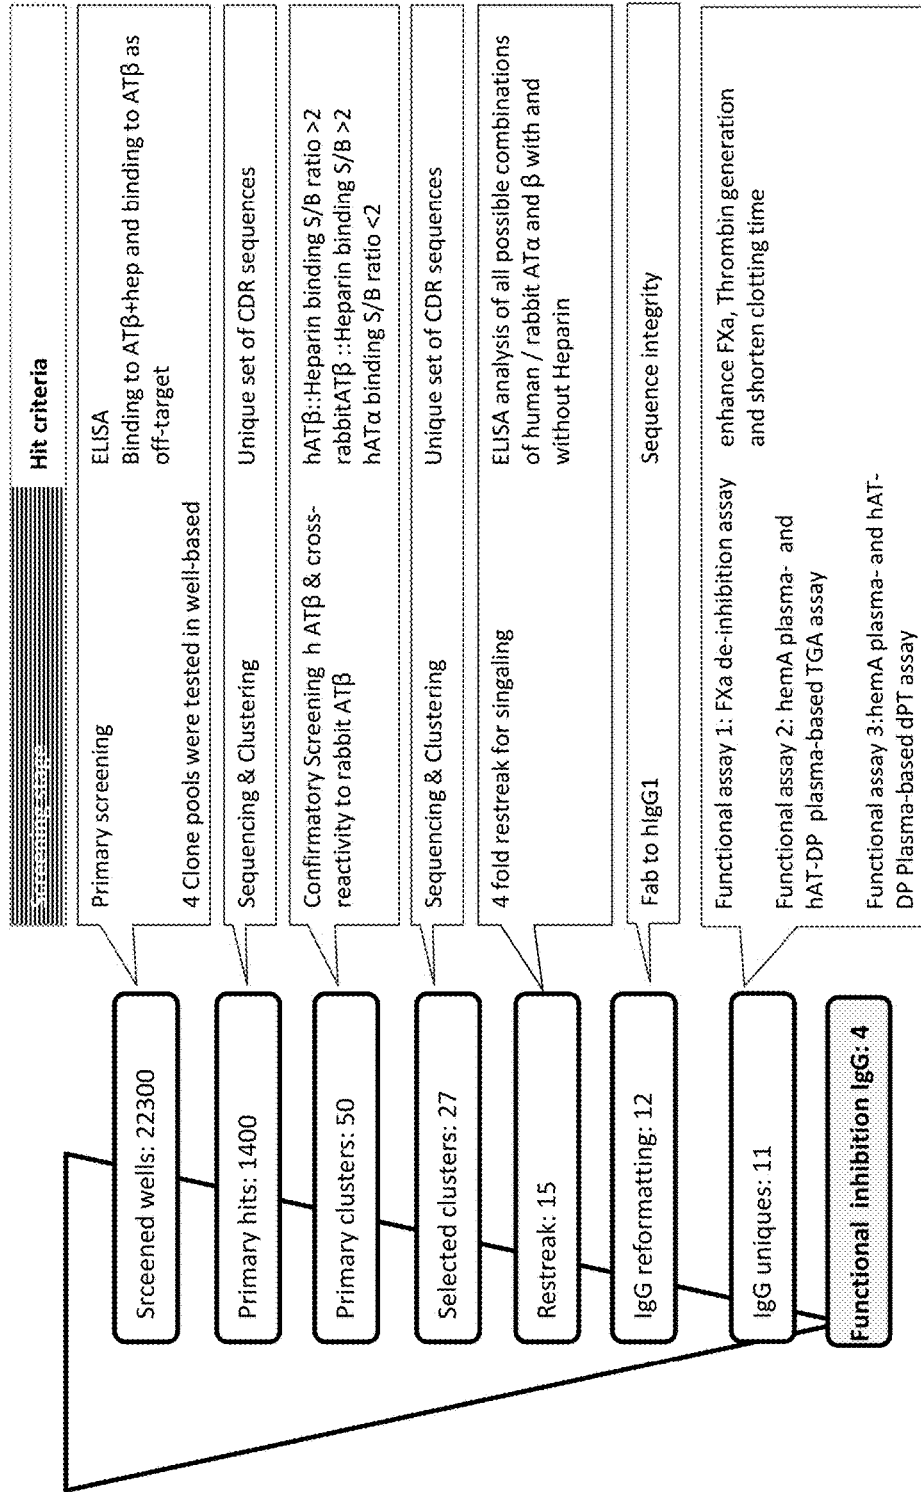 Hit criteria
Srceened wells: 22300
Primary screening
4 Clone pools were tested in well-based
ELISA
Binding to ATβ+hep and binding to ATβ as
off-target
Primary hits: 1400
Sequencing & Clustering
Unique set of CDR sequences
Primary clusters: 50
Confirmatory Screening h ATβ & cross-
reactivity to rabbit ATβ
hATβ::Heparin binding S/B ratio >2
rabbitATβ ::Heparin binding S/B >2
hATα binding S/B ratio <2
Selected clusters: 27
Sequencing & Clustering
Unique set of CDR sequences
Restreak: 15
4 fold restreak for singaling
ELISA analysis of all possible combinations
of human / rabbit ATα and β with and
without Heparin
IgG reformatting: 12
Fab to hIgG1
Sequence integrity
IgG uniques: 11
Functional assay 1: FXa de-inhibition assay
Functional assay 2: hemA plasma- and
hAT-DP plasma-based TGA assay
Functional assay 3:hemA plasma- and hAT-
DP Plasma-based dPT assay
enhance FXa, Thrombin generation
and shorten clotting time
Functional inhibition IgG: 4